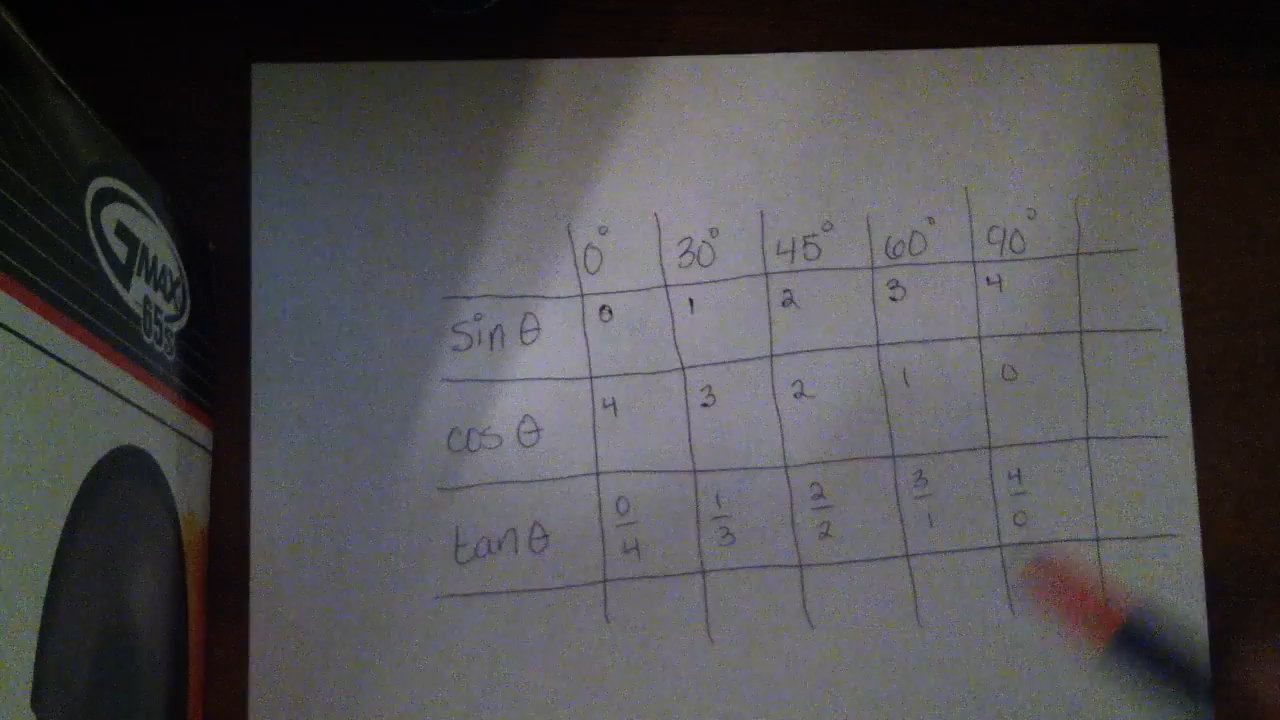 GMAX
65S
0° 30° 45° 60° 90°
sin θ 0 1 2 3 4
cos θ 4 3 2 1 0
tan θ 0/4 1/3 2/2 3/1 4/0